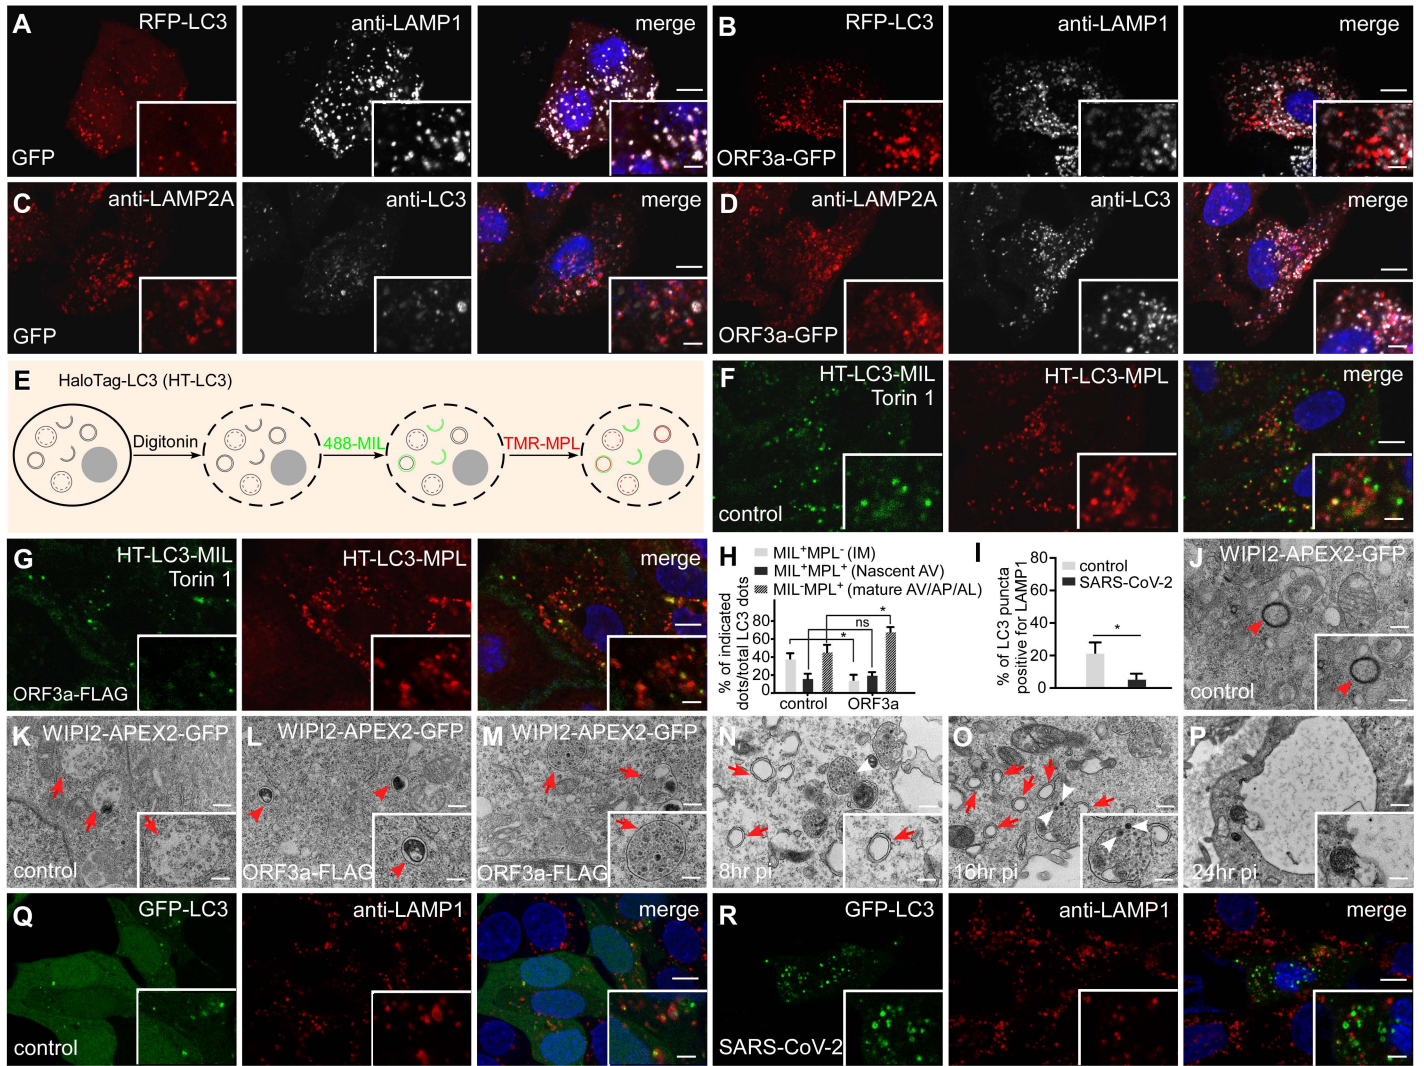 A RFP-LC3 anti-LAMP1 merge
GFP
B RFP-LC3 anti-LAMP1 merge
ORF3a-GFP
C anti-LAMP2A anti-LC3 merge
GFP
D anti-LAMP2A anti-LC3 merge
ORF3a-GFP
E HaloTag-LC3 (HT-LC3)
Digitonin 488-MIL TMR-MPL
F HT-LC3-MIL HT-LC3-MPL merge
Torin 1
control
G HT-LC3-MIL HT-LC3-MPL merge
Torin 1
ORF3a-FLAG
H MIL+MPL- (IM)
MIL+MPL+ (Nascent AV)
MIL-MPL+ (mature AV/AP/AL)
% of indicated
dots/total LC3 dots
80
60
40
20
0
* ns *
control ORF3a
I
% of LC3 puncta
positive for LAMP1
80
60
40
20
0
control
SARS-CoV-2
*
J WIPI2-APEX2-GFP
control
K WIPI2-APEX2-GFP
control
L WIPI2-APEX2-GFP
ORF3a-FLAG
M WIPI2-APEX2-GFP
ORF3a-FLAG
N
8hr pi
O
16hr pi
P
24hr pi
Q GFP-LC3 anti-LAMP1 merge
control
R GFP-LC3 anti-LAMP1 merge
SARS-CoV-2